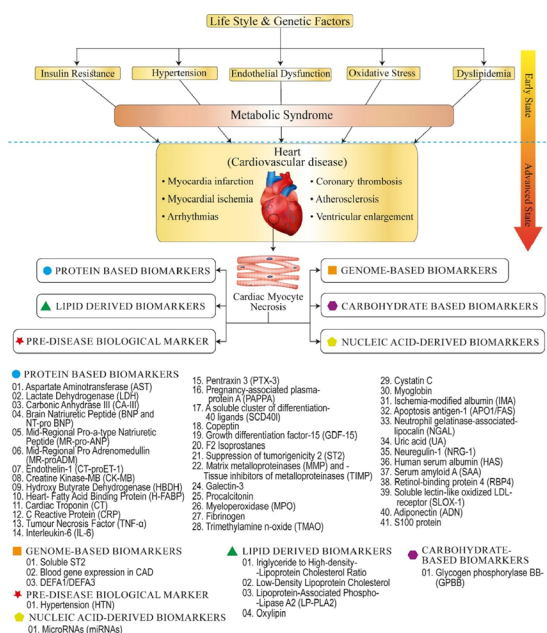 Life Style & Genetic Factors
Insulin Resistance
Hypertension
Endothelial Dysfunction
Oxidative Stress
Dyslipidemia
Early State
Metabolic Syndrome
Heart
(Cardiovascular disease)
• Myocardia infarction
• Coronary thrombosis
• Myocardial ischemia
• Atherosclerosis
• Arrhythmias
• Ventricular enlargement
Advanced State
PROTEIN BASED BIOMARKERS
GENOME-BASED BIOMARKERS
LIPID DERIVED BIOMARKERS
Cardiac Myocyte
Necrosis
CARBOHYDRATE BASED BIOMARKERS
PRE-DISEASE BIOLOGICAL MARKER
NUCLEIC ACID-DERIVED BIOMARKERS
PROTEIN BASED BIOMARKERS
01. Aspartate Aminotransferase (AST)
02. Lactate Dehydrogenase (LDH)
03. Carbonic Anhydrase III (CA-III)
04. Brain Natriuretic Peptide (BNP and
NT-pro BNP)
05. Mid-Regional Pro-a-type Natriuretic
Peptide (MR-pro-ANP)
06. Mid-Regional Pro Adrenomedullin
(MR-proADM)
07. Endothelin-1 (CT-proET-1)
08. Creatine Kinase-MB (CK-MB)
09. Hydroxy Butyrate Dehydrogenase (HBDH)
10. Heart- Fatty Acid Binding Protein (H-FABP)
11. Cardiac Troponin (CT)
12. C Reactive Protein (CRP)
13. Tumour Necrosis Factor (TNF-α)
14. Interleukin-6 (IL-6)
15. Pentraxin 3 (PTX-3)
16. Pregnancy-associated plasma-
protein A (PAPPA)
17. A soluble cluster of differentiation-
40 ligands (SCD40l)
18. Copeptin
19. Growth differentiation factor-15 (GDF-15)
20. F2 Isoprostanes
21. Suppression of tumorigenicity 2 (ST2)
22. Matrix metalloproteinases (MMP) and -
Tissue inhibitors of metalloproteinases (TIMP)
24. Galectin-3
25. Procalcitonin
26. Myeloperoxidase (MPO)
27. Fibrinogen
28. Trimethylamine n-oxide (TMAO)
29. Cystatin C
30. Myoglobin
31. Ischemia-modified albumin (IMA)
32. Apoptosis antigen-1 (APO1/FAS)
33. Neutrophil gelatinase-associated-
lipocalin (NGAL)
34. Uric acid (UA)
35. Neuregulin-1 (NRG-1)
36. Human serum albumin (HAS)
37. Serum amyloid A (SAA)
38. Retinol-binding protein 4 (RBP4)
39. Soluble lectin-like oxidized LDL-
receptor (SLOX-1)
40. Adiponectin (ADN)
41. S100 protein
GENOME-BASED BIOMARKERS
01. Soluble ST2
02. Blood gene expression in CAD
03. DEFA1/DEFA3
PRE-DISEASE BIOLOGICAL MARKER
01. Hypertension (HTN)
NUCLEIC ACID-DERIVED BIOMARKERS
01. MicroRNAs (miRNAs)
LIPID DERIVED BIOMARKERS
01. Iriglyceride to High-density-
-Lipoprotein Cholesterol Ratio
02. Low-Density Lipoprotein Cholesterol
03. Lipoprotein-Associated Phospho-
-Lipase A2 (LP-PLA2)
04. Oxylipin
CARBOHYDRATE-
BASED BIOMARKERS
01. Glycogen phosphorylase BB-
(GPBB)